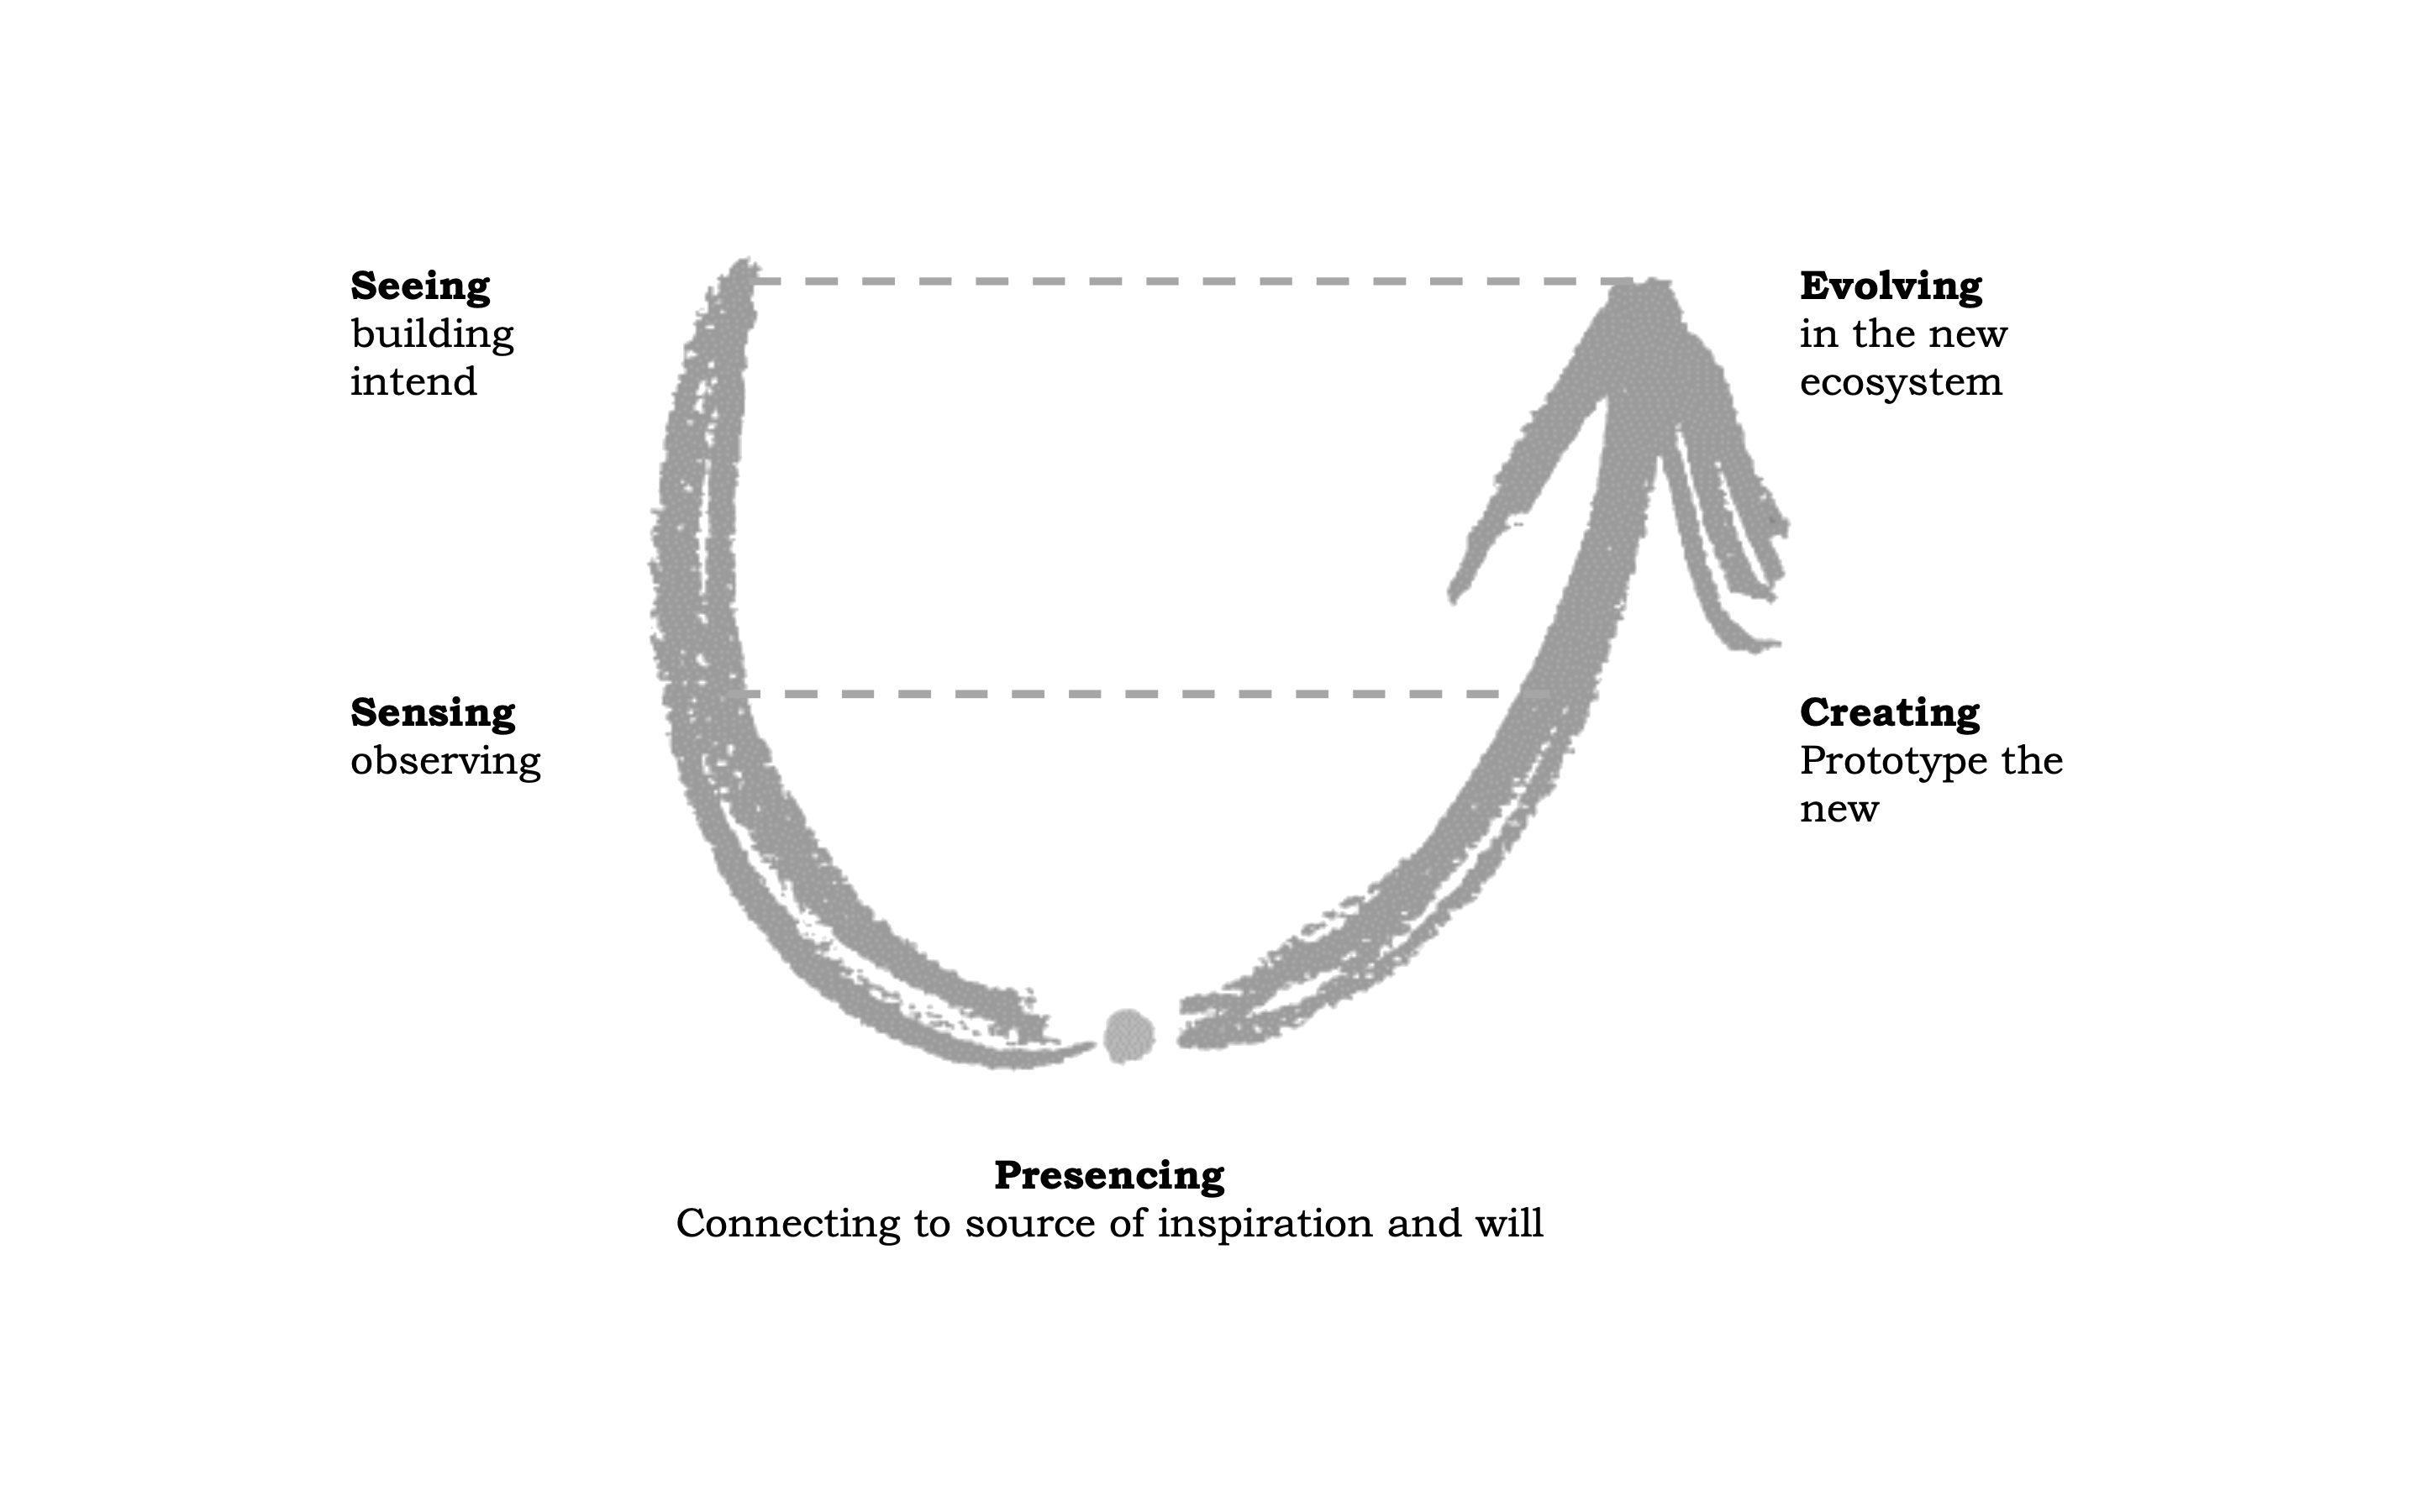 Seeing
building
intend
Evolving
in the new
ecosystem
Sensing
observing
Creating
Prototype the
new
Presencing
Connecting to source of inspiration and will